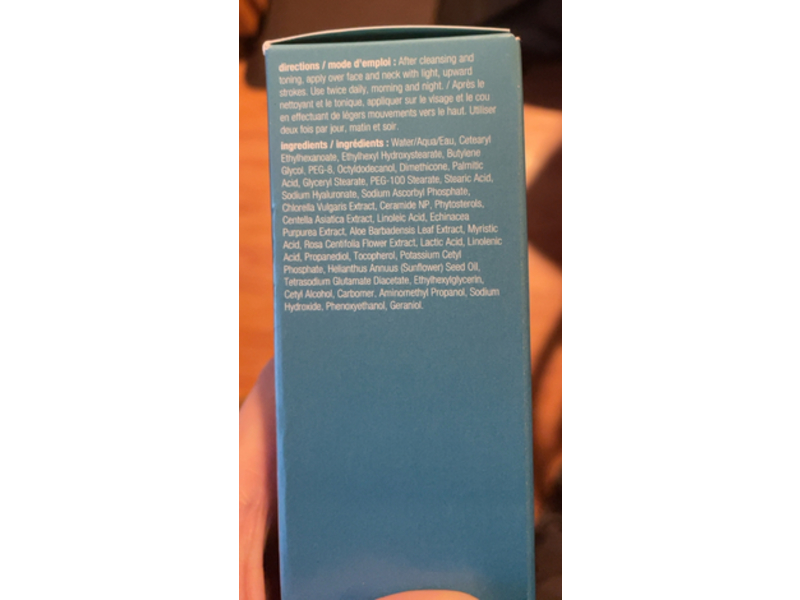 directions / mode d'emploi : After cleansing and
toning, apply over face and neck with light, upward
strokes. Use twice daily, morning and night. / Après le
nettoyant et le tonique, appliquer sur le visage et le cou
en effectuant de légers mouvements vers le haut. Utiliser
deux fois par jour, matin et soir.
ingredients / ingrédients : Water/Aqua/Eau, Cetearyl
Ethylhexanoate, Ethylhexyl Hydroxystearate, Butylene
Glycol, PEG-8, Octyldodecanol, Dimethicone, Palmitic
Acid, Glyceryl Stearate, PEG-100 Stearate, Stearic Acid,
Sodium Hyaluronate, Sodium Ascorbyl Phosphate,
Chlorella Vulgaris Extract, Ceramide NP, Phytosterols,
Centella Asiatica Extract, Linoleic Acid, Echinacea
Purpurea Extract, Aloe Barbadensis Leaf Extract, Myristic
Acid, Rosa Centifolia Flower Extract, Lactic Acid, Linolenic
Acid, Propanediol, Tocopherol, Potassium Cetyl
Phosphate, Helianthus Annuus (Sunflower) Seed Oil,
Tetrasodium Glutamate Diacetate, Ethylhexylglycerin,
Cetyl Alcohol, Carbomer, Aminomethyl Propanol, Sodium
Hydroxide, Phenoxyethanol, Geraniol.